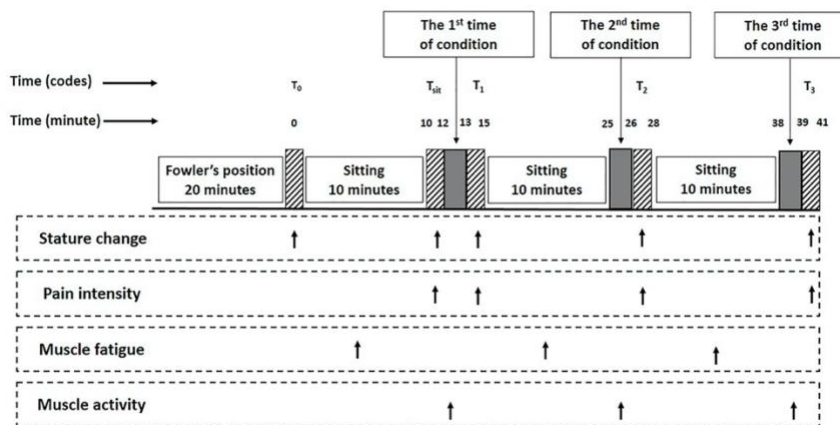 The 1st time
of condition
The 2nd time
of condition
The 3rd time
of condition
Time (codes)
T0
Tsit
T1
T2
T3
Time (minute)
0
10 12
13 15
25
26 28
38
39 41
Fowler's position
20 minutes
Sitting
10 minutes
Sitting
10 minutes
Sitting
10 minutes
Stature change
Pain intensity
Muscle fatigue
Muscle activity